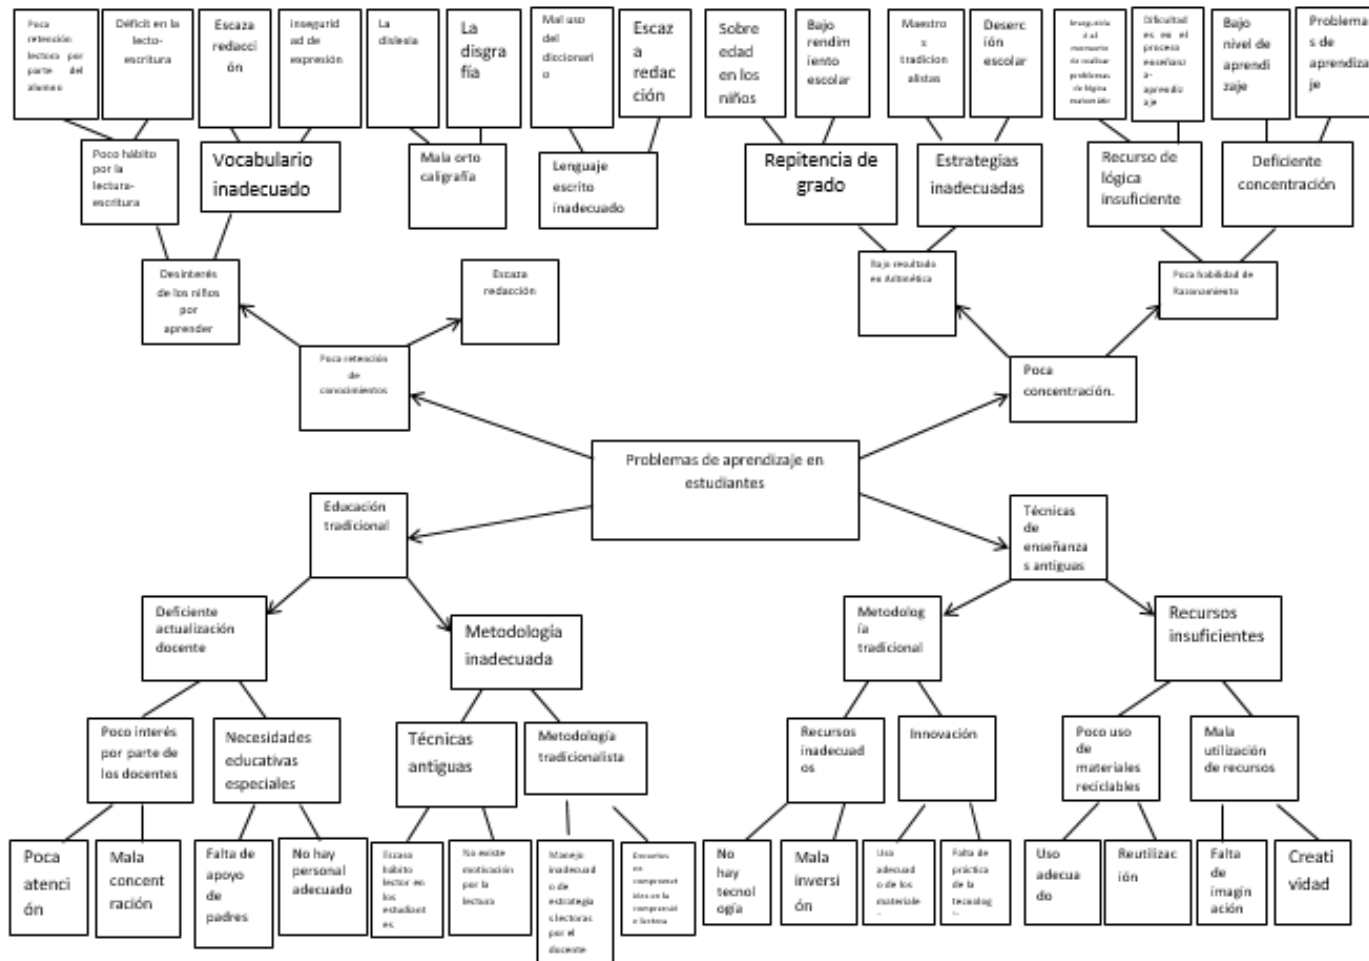 Poca
retención
lectora por
parte del
alumno
Déficit en la
lecto-
escritura
Escaza
redacci
ón
Insegurid
ad de
expresión
La
dislexia
La
disgra
fía
Mal uso
del
diccionari
o
Escaz
a
redac
ción
Sobre
edad
en los
niños
Bajo
rendim
iento
escolar
Maestro
s
tradicion
alistas
Deser
ción
escolar
al momento
de realizar
problemas
de lógica
Dificultad
es en el
proceso
enseñanz
a-
aprendiz
aje
Bajo
nivel de
aprendi
zaje
Problema
s de
aprendiza
je
Poco hábito
por la
lectura-
escritura
Vocabulario
inadecuado
Mala orto
caligrafía
Lenguaje
escrito
inadecuado
Repitencia de
grado
Estrategias
inadecuadas
Recurso de
lógica
insuficiente
Deficiente
concentración
Desinterés
de los niños
por
aprender
Escaza
redacción
Bajo resultado
en Aritmética
Poca habilidad de
Razonamiento
Poca retención
de
conocimientos
Poca
concentración.
Problemas de aprendizaje en
estudiantes
Educación
tradicional
Técnicas
de
enseñanza
s antiguas
Deficiente
actualización
docente
Metodología
inadecuada
Metodolog
ía
tradicional
Recursos
insuficientes
Poco interés
por parte de
los docentes
Necesidades
educativas
especiales
Técnicas
antiguas
Metodología
tradicionalista
Recursos
inadecuad
os
Innovación
Poco uso
de
materiales
reciclables
Mala
utilización
de recursos
Poca
atenci
ón
Mala
concent
ración
Falta de
apoyo
de
padres
No hay
personal
adecuado
Escaso
hábito
lector en
los
estudiant
es
No existe
motivación
por la
lectura
Manejo
inadecuad
o de
estrategia
s lectoras
por el
docente
No
hay
tecnología
Mala
inversi
ón
Uso
adecuad
o de los
materiale
Falta de
práctica
de la
tecnolog
Uso
adecua
do
Reutilizac
ión
Falta
de
imagin
ación
Creati
vidad